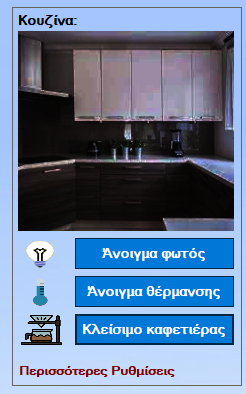 Κουζίνα:
Άνοιγμα φωτός
Άνοιγμα θέρμανσης
Κλείσιμο καφετιέρας
Περισσότερες Ρυθμίσεις